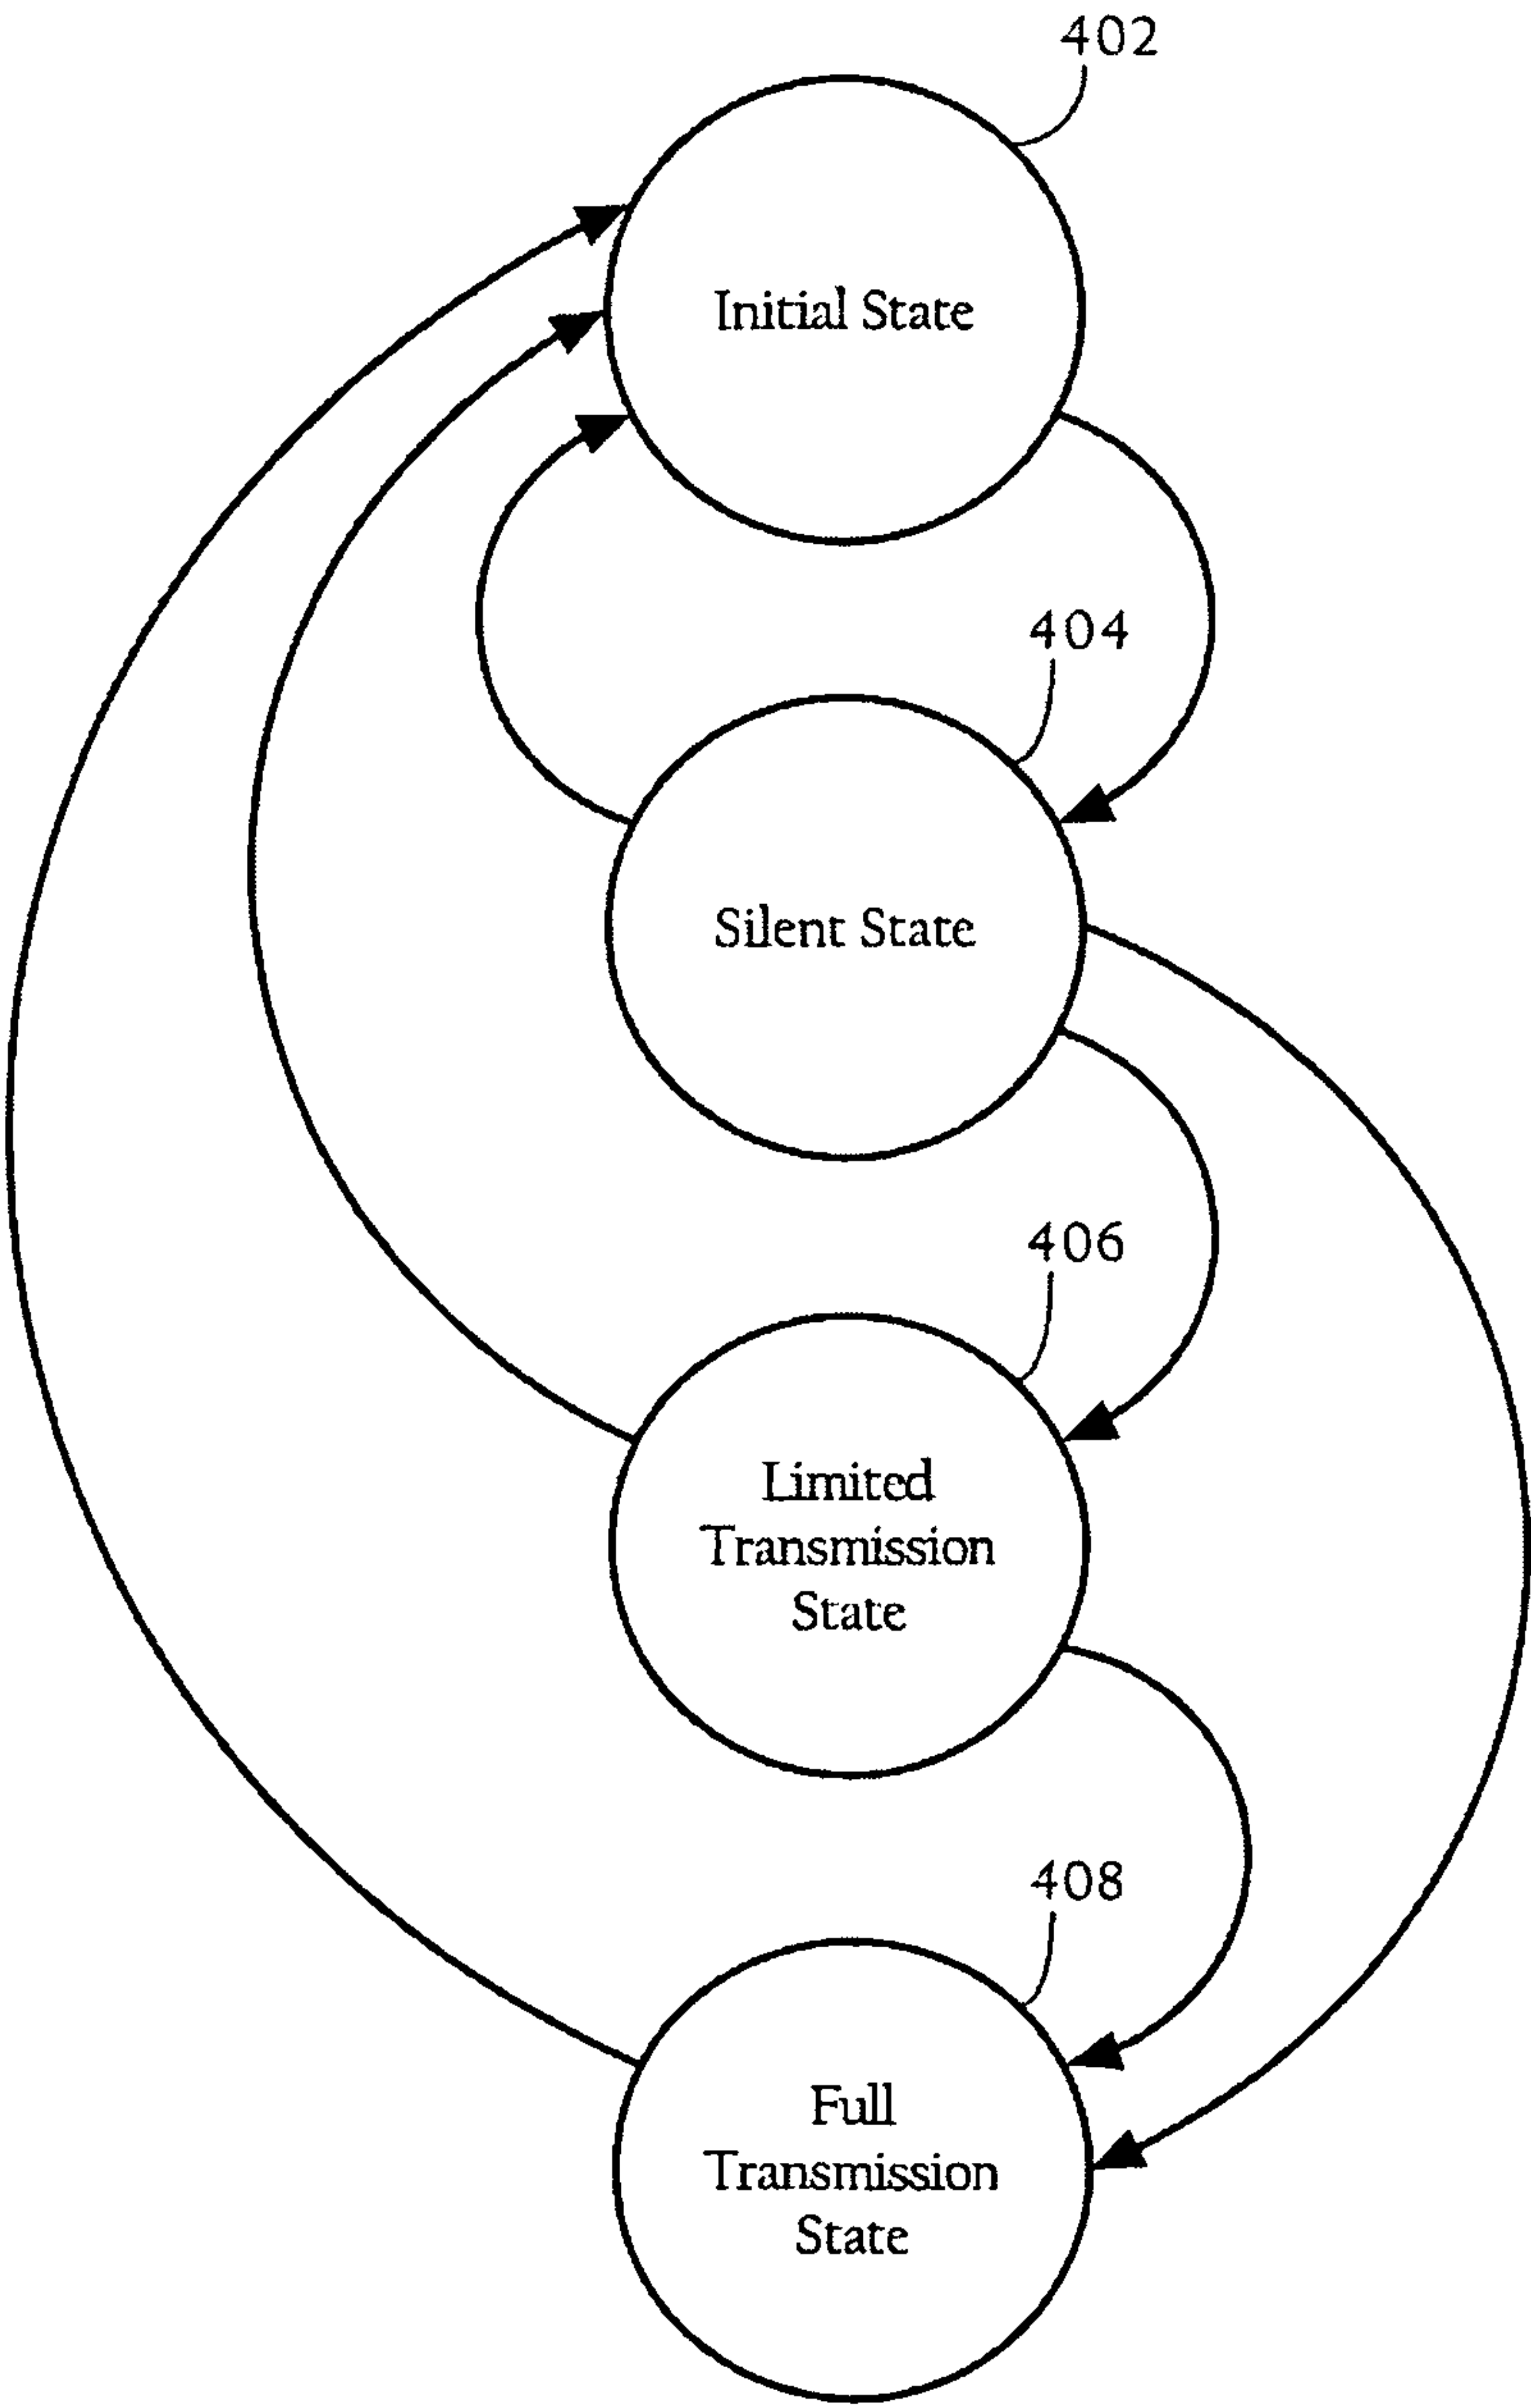 402
Initial State
404
Silent State
406
Limited
Transmission
State
408
Full
Transmission
State